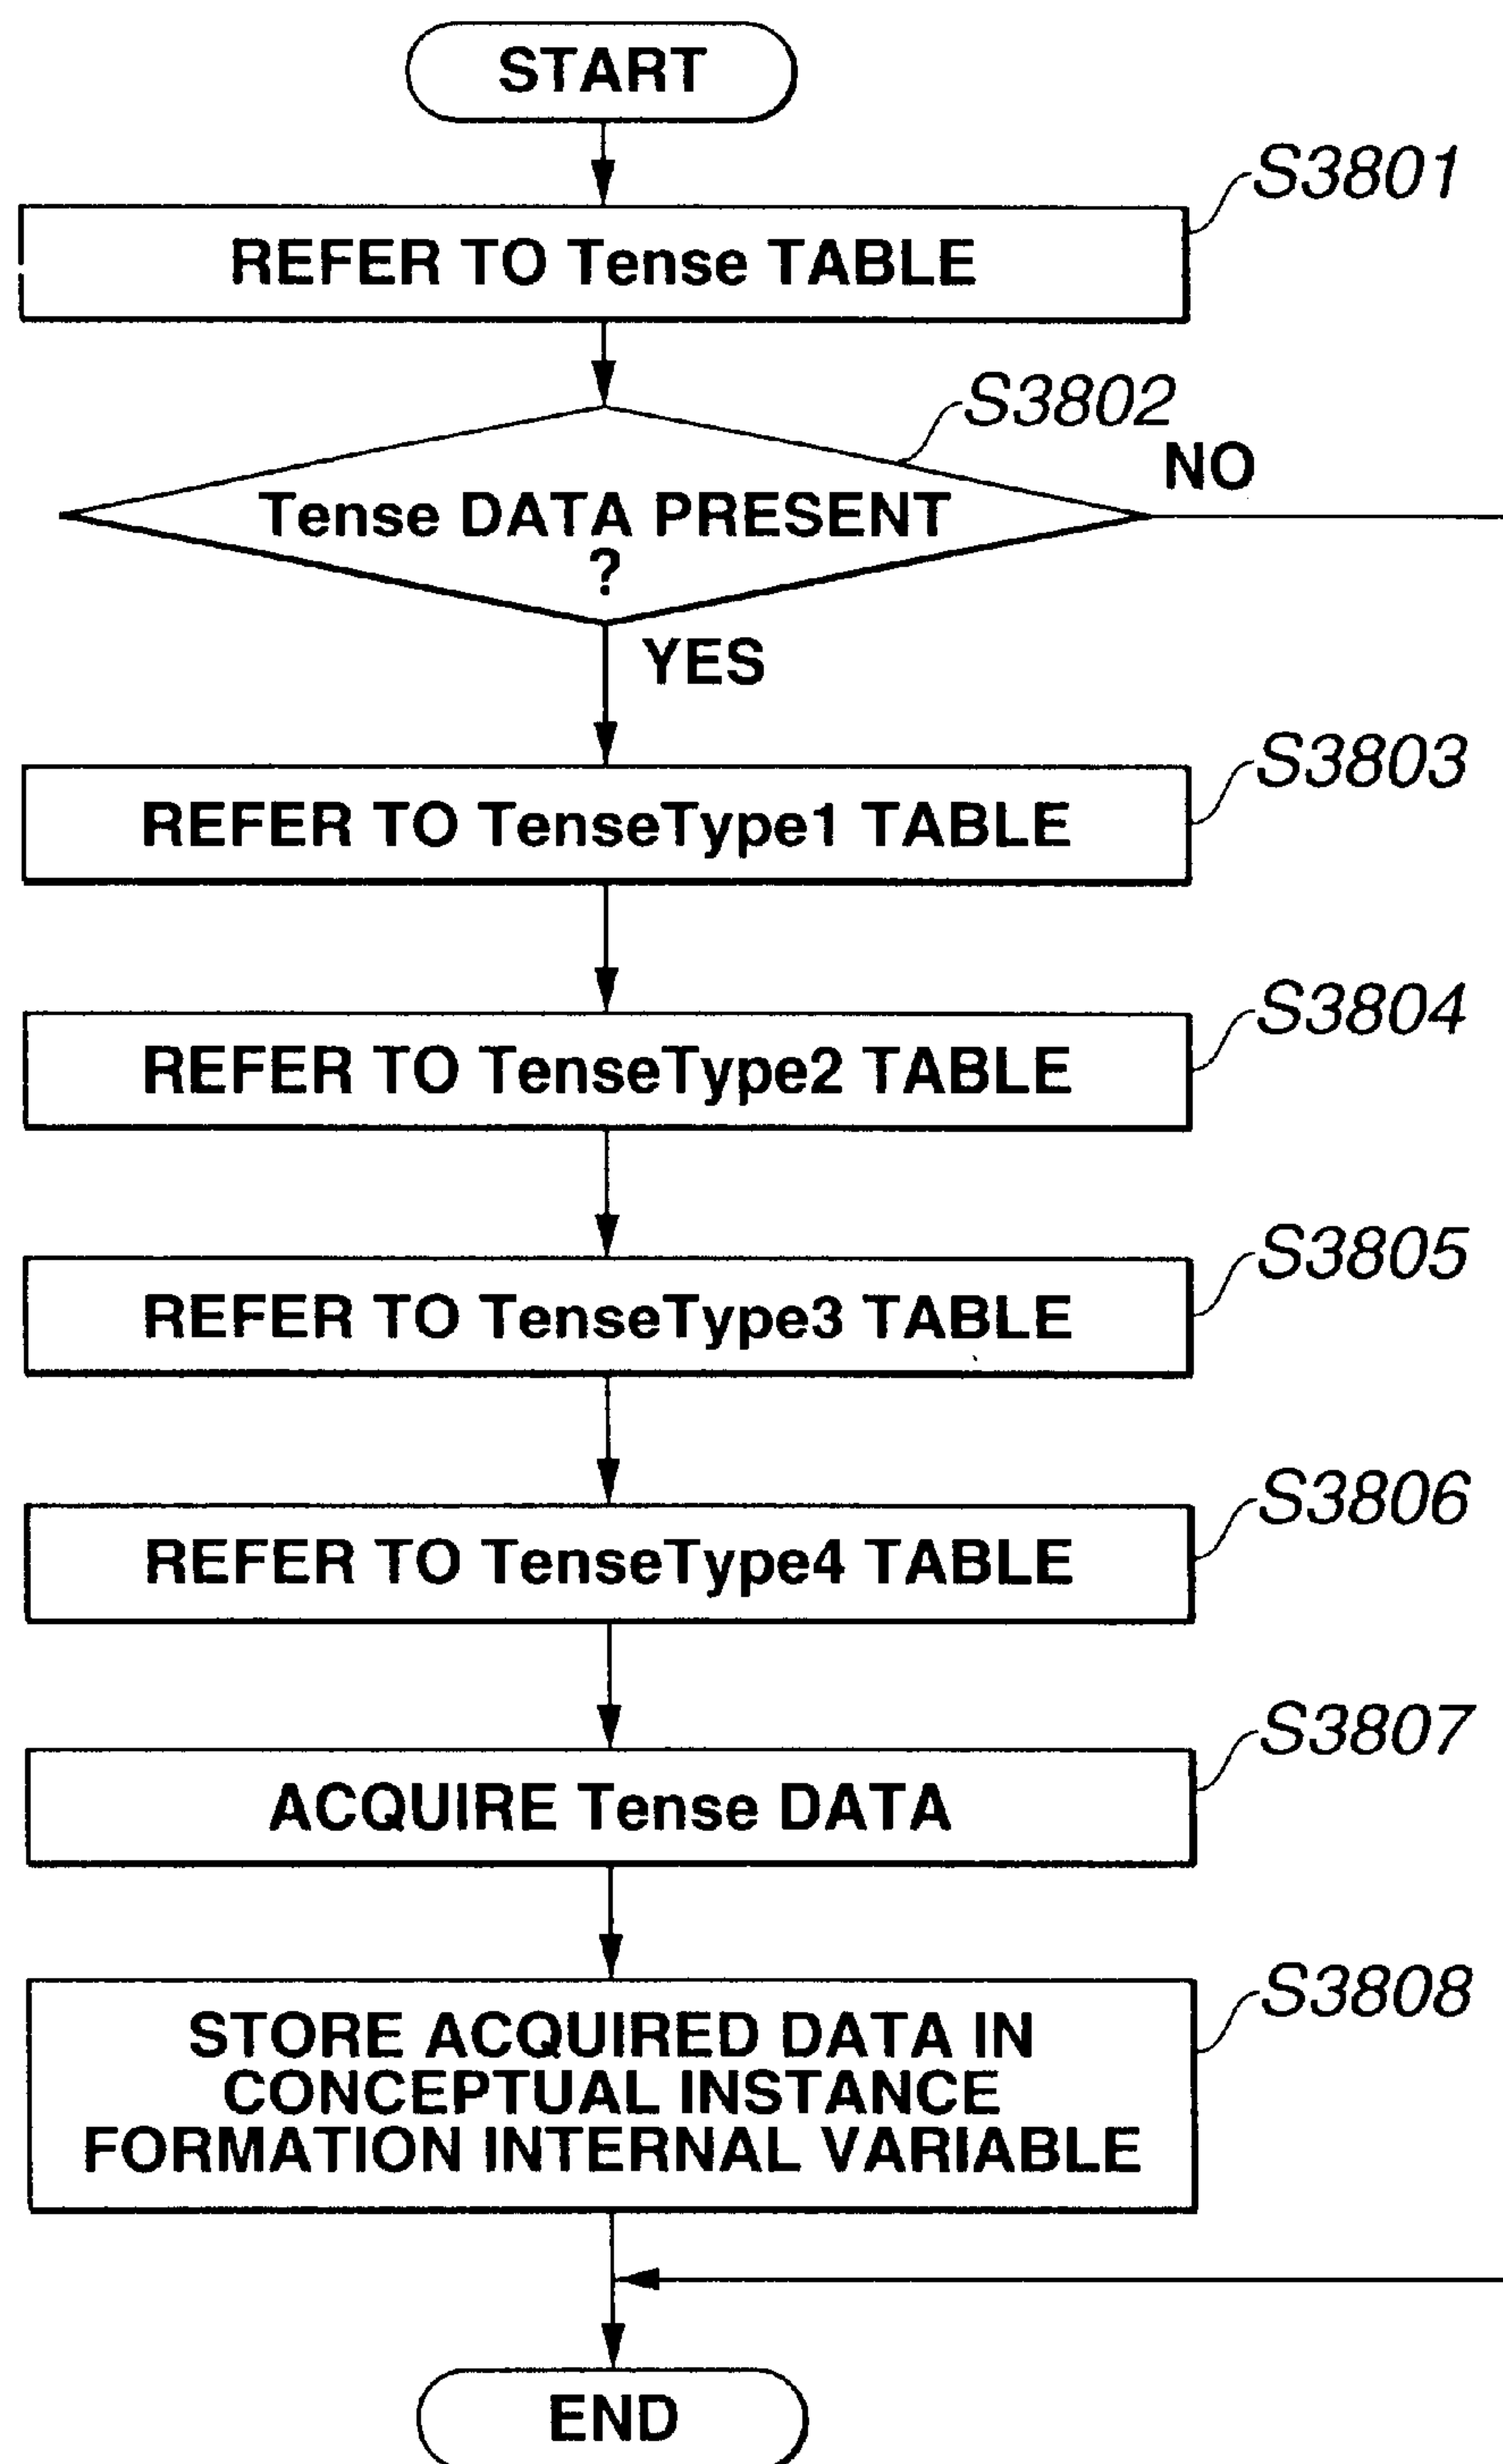 START
S3801
REFER TO Tense TABLE
S3802
NO
Tense DATA PRESENT
?
YES
S3803
REFER TO TenseType1 TABLE
S3804
REFER TO TenseType2 TABLE
S3805
REFER TO TenseType3 TABLE
S3806
REFER TO TenseType4 TABLE
S3807
ACQUIRE Tense DATA
S3808
STORE ACQUIRED DATA IN
CONCEPTUAL INSTANCE
FORMATION INTERNAL VARIABLE
END